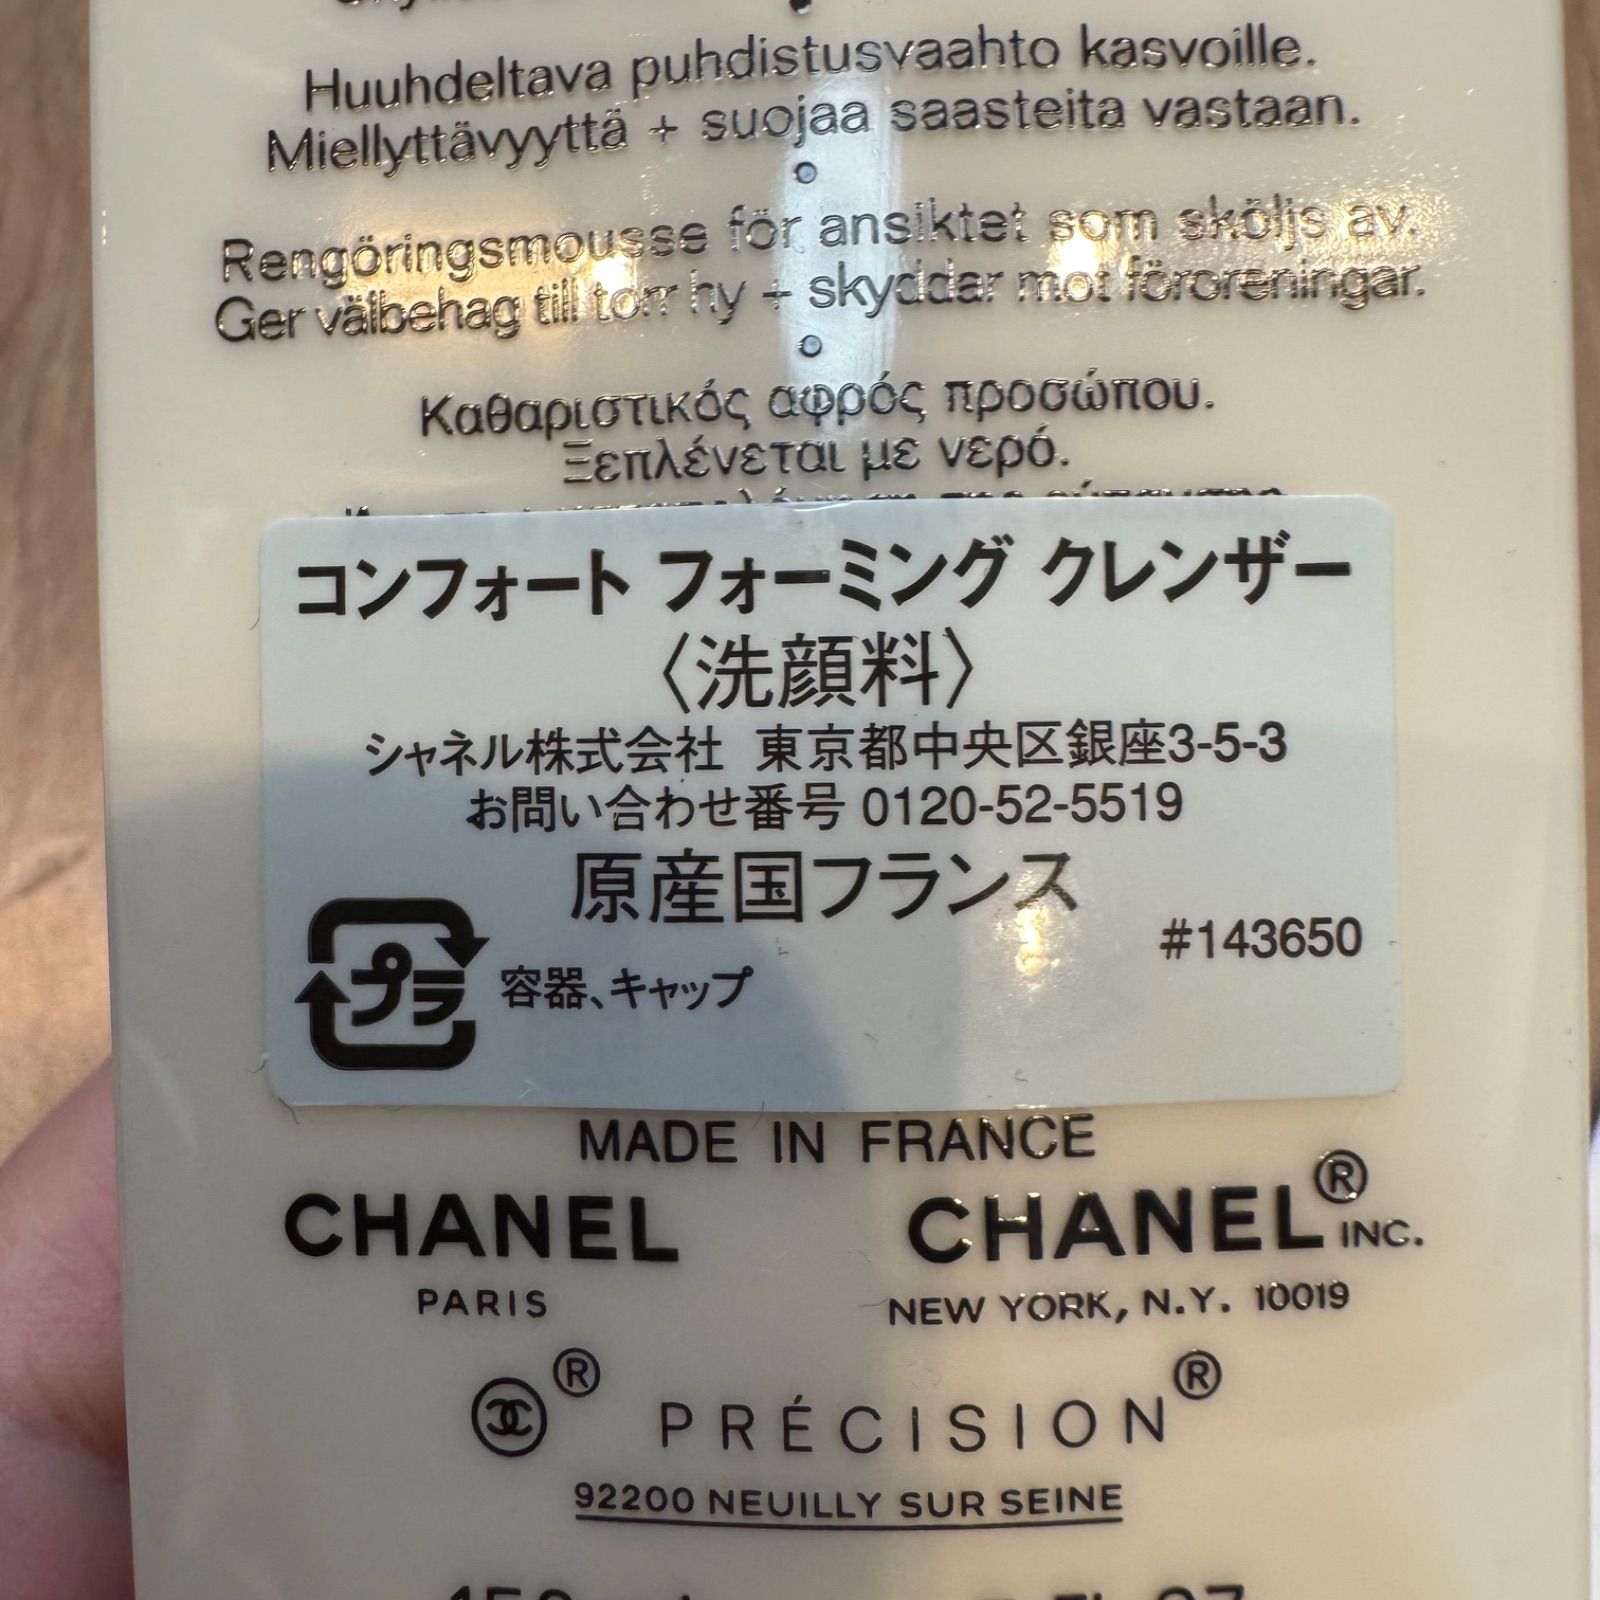 Huuhdeltava puhdistusvaahto kasvoille.
Miellyttävyyttä + suojaa saasteita vastaan.
Rengöringsmousse för ansiktet som sköljs av.
Ger välbehag till torr hy + skyddar mot föroreningar.
Καθαριστικός αφρός προσώπου.
Ξεπλένεται με νερό.
コンフォート フォーミング クレンザー
〈洗顔料〉
シャネル株式会社 東京都中央区銀座3-5-3
お問い合わせ番号 0120-52-5519
原産国フランス
#143650
プラ 容器、キャップ
MADE IN FRANCE
CHANEL CHANEL® INC.
PARIS NEW YORK, N.Y. 10019
® PRÉCISION®
92200 NEUILLY SUR SEINE